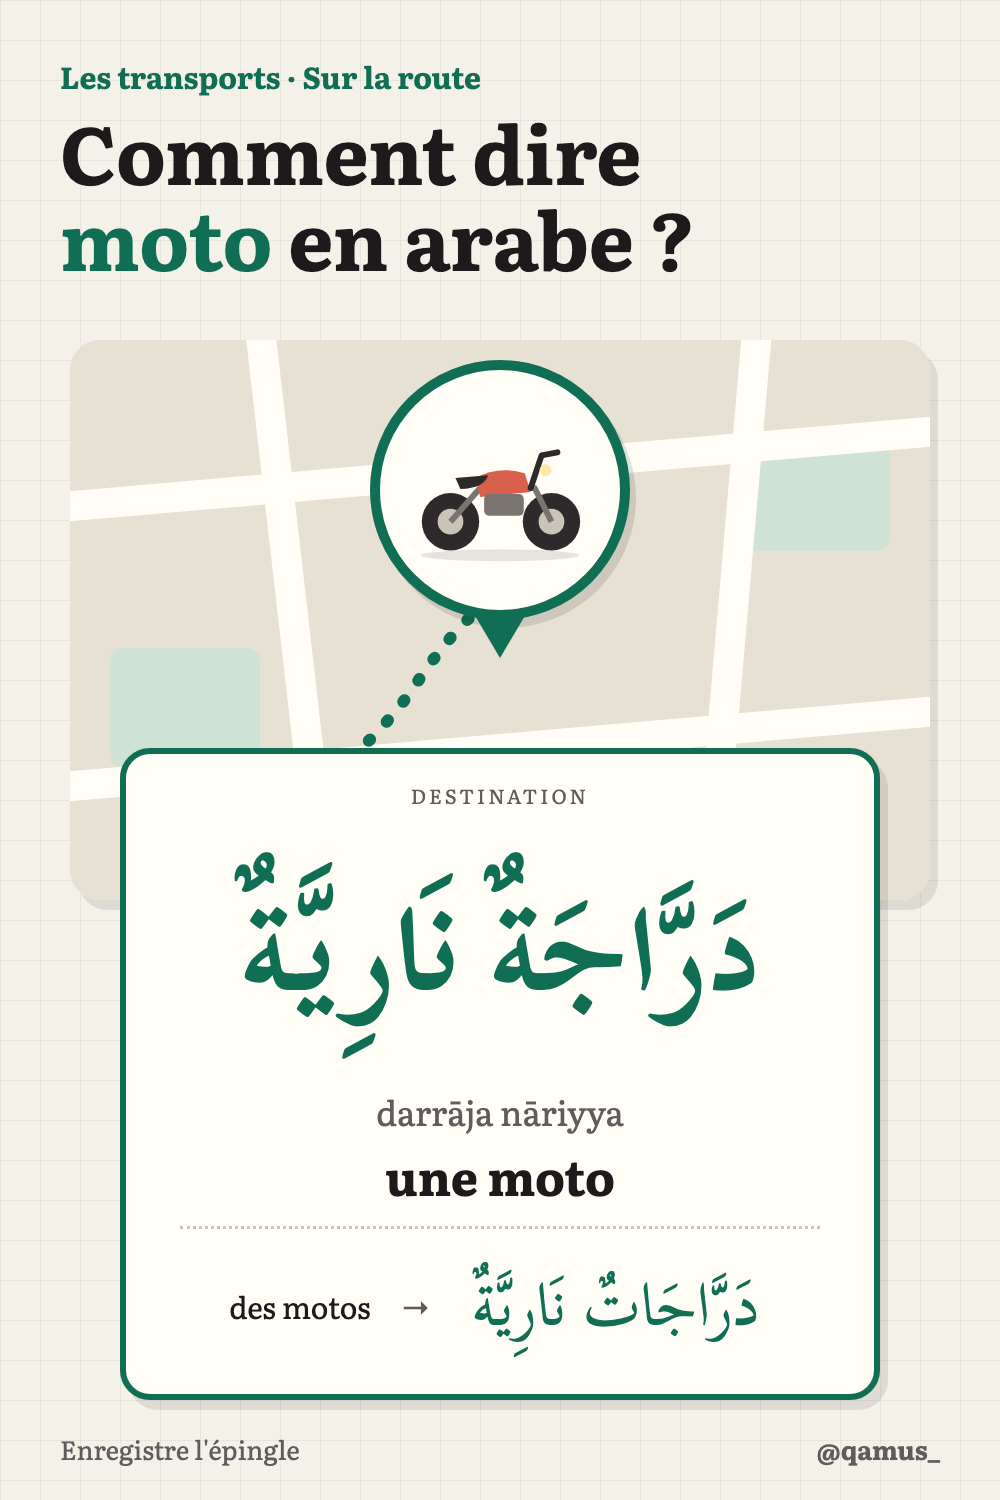 Les transports · Sur la route
Comment dire
moto en arabe ?
DESTINATION
دَرَّاجَةٌ نَارِيَّةٌ
darrāja nāriyya
une moto
des motos → دَرَّاجَاتٌ نَارِيَّةٌ
Enregistre l'épingle
@qamus_